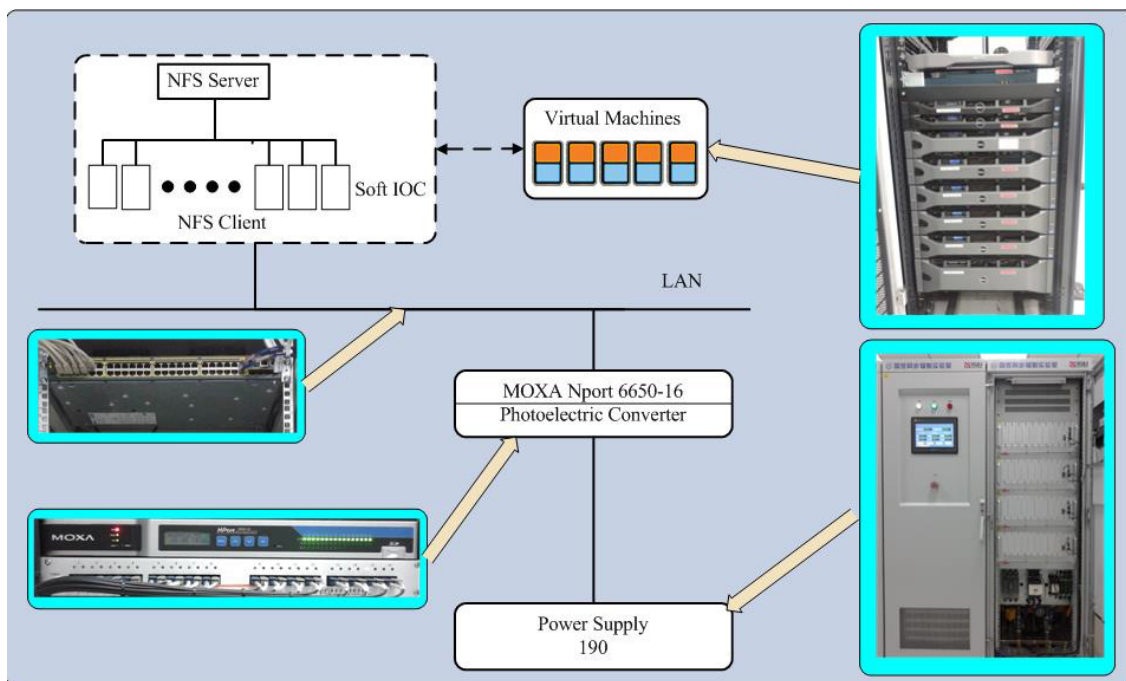 NFS Server
Soft IOC
NFS Client
Virtual Machines
LAN
MOXA Nport 6650-16
Photoelectric Converter
MOXA
NPort
Power Supply
190